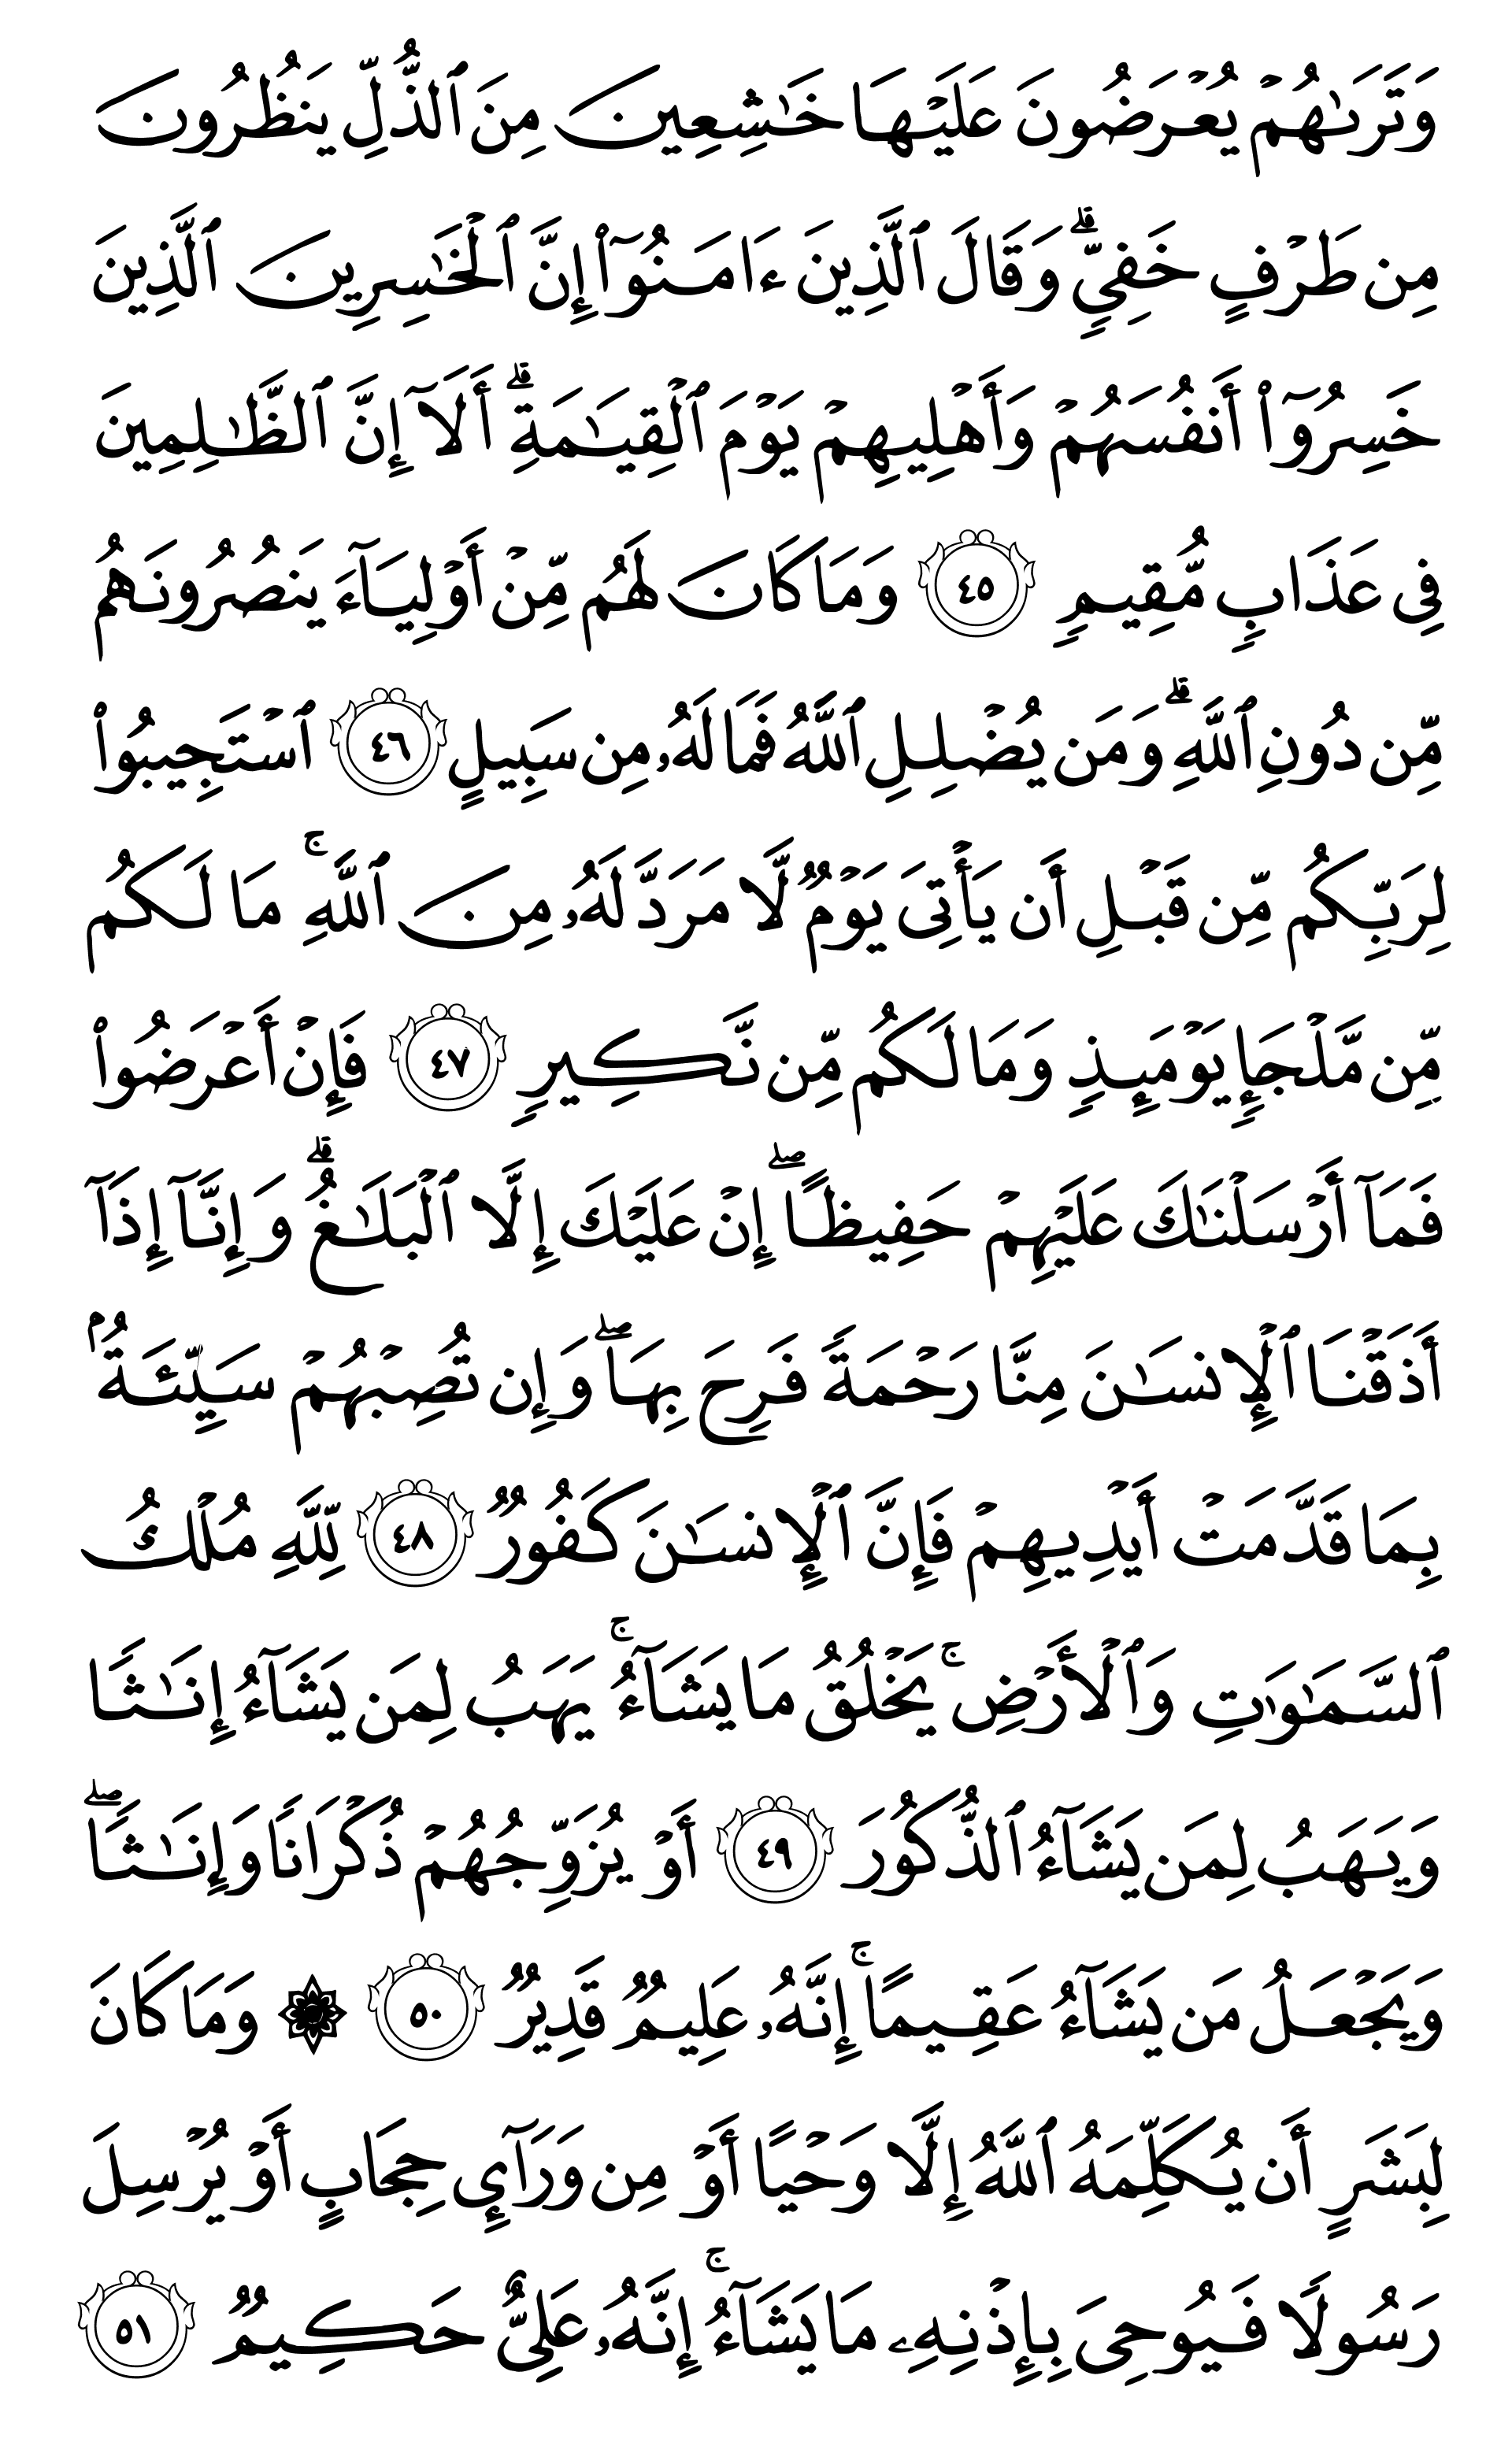 وَتَرَىٰهُمْ يُعْرَضُونَ عَلَيْهَا خَـٰشِعِينَ مِنَ ٱلذُّلِّ يَنظُرُونَ
مِن طَرْفٍ خَفِىٍّ ۗ وَقَالَ ٱلَّذِينَ ءَامَنُوٓا۟ إِنَّ ٱلْخَـٰسِرِينَ ٱلَّذِينَ
خَسِرُوٓا۟ أَنفُسَهُمْ وَأَهْلِيهِمْ يَوْمَ ٱلْقِيَـٰمَةِ ۗ أَلَآ إِنَّ ٱلظَّـٰلِمِينَ
فِى عَذَابٍ مُّقِيمٍ ٤٥ وَمَا كَانَ لَهُم مِّنْ أَوْلِيَآءَ يَنصُرُونَهُم
مِّن دُونِ ٱللَّهِ ۗ وَمَن يُضْلِلِ ٱللَّهُ فَمَا لَهُۥ مِن سَبِيلٍ ٤٦ ٱسْتَجِيبُوا۟
لِرَبِّكُم مِّن قَبْلِ أَن يَأْتِىَ يَوْمٌ لَّا مَرَدَّ لَهُۥ مِنَ ٱللَّهِ ۚ مَا لَكُم
مِّن مَّلْجَإٍ يَوْمَئِذٍ وَمَا لَكُم مِّن نَّكِيرٍ ٤٧ فَإِنْ أَعْرَضُوا۟
فَمَآ أَرْسَلْنَـٰكَ عَلَيْهِمْ حَفِيظًا ۖ إِنْ عَلَيْكَ إِلَّا ٱلْبَلَـٰغُ ۗ وَإِنَّآ إِذَآ
أَذَقْنَا ٱلْإِنسَـٰنَ مِنَّا رَحْمَةً فَرِحَ بِهَا ۖ وَإِن تُصِبْهُمْ سَيِّئَةٌۢ
بِمَا قَدَّمَتْ أَيْدِيهِمْ فَإِنَّ ٱلْإِنسَـٰنَ كَفُورٌ ٤٨ لِّلَّهِ مُلْكُ
ٱلسَّمَـٰوَٰتِ وَٱلْأَرْضِ ۚ يَخْلُقُ مَا يَشَآءُ ۚ يَهَبُ لِمَن يَشَآءُ إِنَـٰثًا
وَيَهَبُ لِمَن يَشَآءُ ٱلذُّكُورَ ٤٩ أَوْ يُزَوِّجُهُمْ ذُكْرَانًا وَإِنَـٰثًا ۖ
وَيَجْعَلُ مَن يَشَآءُ عَقِيمًا ۚ إِنَّهُۥ عَلِيمٌ قَدِيرٌ ٥٠ ۞ وَمَا كَانَ
لِبَشَرٍ أَن يُكَلِّمَهُ ٱللَّهُ إِلَّا وَحْيًا أَوْ مِن وَرَآئِ حِجَابٍ أَوْ يُرْسِلَ
رَسُولًا فَيُوحِىَ بِإِذْنِهِۦ مَا يَشَآءُ ۚ إِنَّهُۥ عَلِىٌّ حَكِيمٌ ٥١